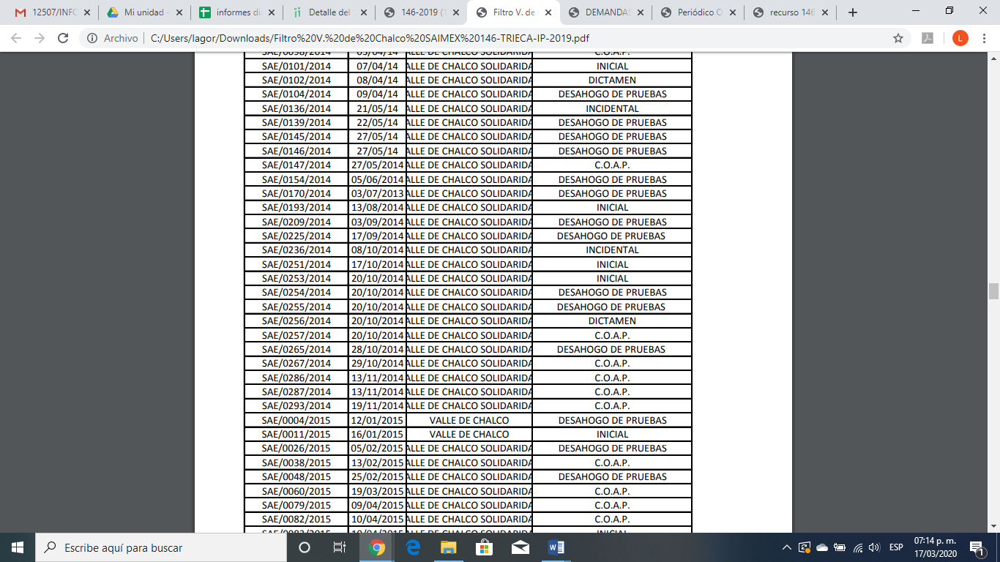 12507/INFO
Mi unidad -
informes di
Detalle del
146-2019 (1
Filtro V. de
DEMANDAS
Periódico O
recurso 146
Archivo C:/Users/lagor/Downloads/Filtro%20V.%20de%20Chalco%20SAIMEX%20146-TRIECA-IP-2019.pdf L
SAE/0098/2014 03/04/14 ALLE DE CHALCO SOLIDARIDA C.O.A.P.
SAE/0101/2014 07/04/14 ALLE DE CHALCO SOLIDARIDA INICIAL
SAE/0102/2014 08/04/14 ALLE DE CHALCO SOLIDARIDA DICTAMEN
SAE/0104/2014 09/04/14 ALLE DE CHALCO SOLIDARIDA DESAHOGO DE PRUEBAS
SAE/0136/2014 21/05/14 ALLE DE CHALCO SOLIDARIDA INCIDENTAL
SAE/0139/2014 22/05/14 ALLE DE CHALCO SOLIDARIDA DESAHOGO DE PRUEBAS
SAE/0145/2014 27/05/14 ALLE DE CHALCO SOLIDARIDA DESAHOGO DE PRUEBAS
SAE/0146/2014 27/05/14 ALLE DE CHALCO SOLIDARIDA DESAHOGO DE PRUEBAS
SAE/0147/2014 27/05/2014 ALLE DE CHALCO SOLIDARIDA C.O.A.P.
SAE/0154/2014 05/06/2014 ALLE DE CHALCO SOLIDARIDA DESAHOGO DE PRUEBAS
SAE/0170/2014 03/07/2013 ALLE DE CHALCO SOLIDARIDA DESAHOGO DE PRUEBAS
SAE/0193/2014 13/08/2014 ALLE DE CHALCO SOLIDARIDA INICIAL
SAE/0209/2014 03/09/2014 ALLE DE CHALCO SOLIDARIDA DESAHOGO DE PRUEBAS
SAE/0225/2014 17/09/2014 ALLE DE CHALCO SOLIDARIDA DESAHOGO DE PRUEBAS
SAE/0236/2014 08/10/2014 ALLE DE CHALCO SOLIDARIDA INCIDENTAL
SAE/0251/2014 17/10/2014 ALLE DE CHALCO SOLIDARIDA INICIAL
SAE/0253/2014 20/10/2014 ALLE DE CHALCO SOLIDARIDA INICIAL
SAE/0254/2014 20/10/2014 ALLE DE CHALCO SOLIDARIDA DESAHOGO DE PRUEBAS
SAE/0255/2014 20/10/2014 ALLE DE CHALCO SOLIDARIDA DESAHOGO DE PRUEBAS
SAE/0256/2014 20/10/2014 ALLE DE CHALCO SOLIDARIDA DICTAMEN
SAE/0257/2014 20/10/2014 ALLE DE CHALCO SOLIDARIDA C.O.A.P.
SAE/0265/2014 28/10/2014 ALLE DE CHALCO SOLIDARIDA DESAHOGO DE PRUEBAS
SAE/0267/2014 29/10/2014 ALLE DE CHALCO SOLIDARIDA C.O.A.P.
SAE/0286/2014 13/11/2014 ALLE DE CHALCO SOLIDARIDA C.O.A.P.
SAE/0287/2014 13/11/2014 ALLE DE CHALCO SOLIDARIDA C.O.A.P.
SAE/0293/2014 19/11/2014 ALLE DE CHALCO SOLIDARIDA C.O.A.P.
SAE/0004/2015 12/01/2015 VALLE DE CHALCO DESAHOGO DE PRUEBAS
SAE/0011/2015 16/01/2015 VALLE DE CHALCO INICIAL
SAE/0026/2015 05/02/2015 ALLE DE CHALCO SOLIDARIDA DESAHOGO DE PRUEBAS
SAE/0038/2015 13/02/2015 ALLE DE CHALCO SOLIDARIDA C.O.A.P.
SAE/0048/2015 25/02/2015 ALLE DE CHALCO SOLIDARIDA DESAHOGO DE PRUEBAS
SAE/0060/2015 19/03/2015 ALLE DE CHALCO SOLIDARIDA C.O.A.P.
SAE/0079/2015 09/04/2015 ALLE DE CHALCO SOLIDARIDA C.O.A.P.
SAE/0082/2015 10/04/2015 ALLE DE CHALCO SOLIDARIDA C.O.A.P.
ALLE DE CHALCO SOLIDARIDA INICIAL
Escribe aquí para buscar
ESP
07:14 p. m.
17/03/2020
1